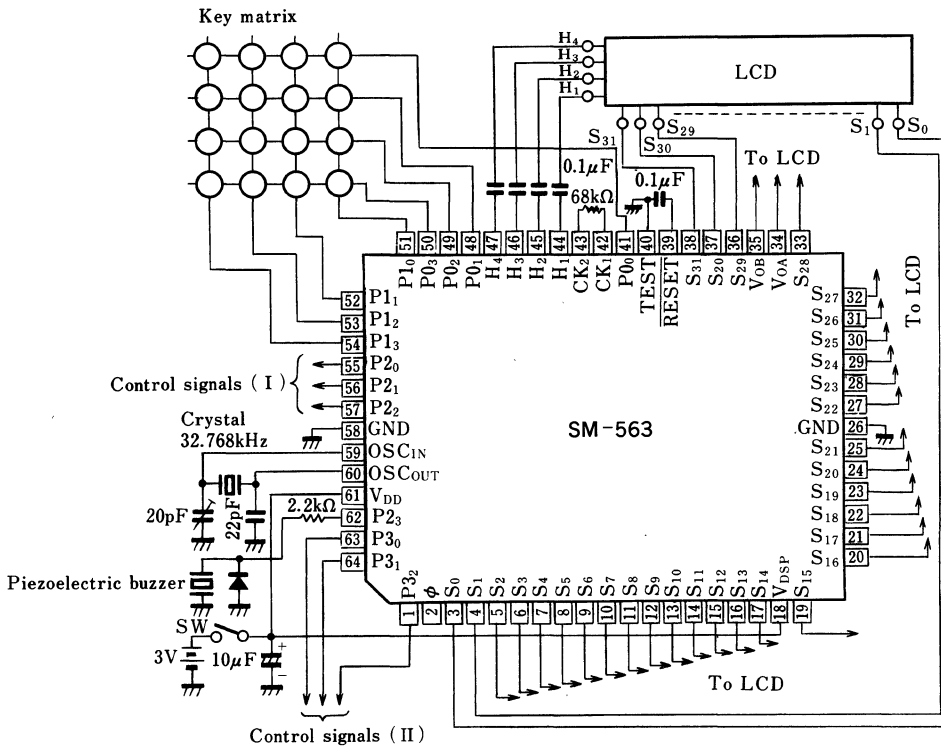 Key matrix
H4
H3
H2
H1
LCD
S31
S30
S29
S1
S0
To LCD
0.1μF
0.1μF
68kΩ
51 50 49 48 47 46 45 44 43 42 41 40 39 38 37 36 35 34 33
P10 P03 P02 P01 H4 H3 H2 H1 CK2 CK1 P00 TEST RESET S31 S20 S29 VOB VOA S28
52 P11
53 P12
54 P13
55 P20
56 P21
57 P22
58 GND
59 OSCIN
60 OSCOUT
61 VDD
62 P23
63 P30
64 P31
Control signals (I)
Crystal
32.768kHz
20pF
22pF
2.2kΩ
Piezoelectric buzzer
SW
3V
10μF
+
−
SM-563
S27 32
S26 31
S25 30
S24 29
S23 28
S22 27
GND 26
S21 25
S20 24
S19 23
S18 22
S17 21
S16 20
To LCD
P32 φ S0 S1 S2 S3 S4 S5 S6 S7 S8 S9 S10 S11 S12 S13 S14 VDSP S15
1 2 3 4 5 6 7 8 9 10 11 12 13 14 15 16 17 18 19
To LCD
Control signals (II)